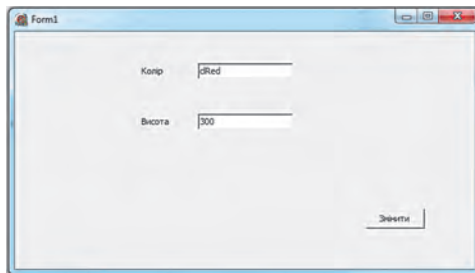 Form1
Колір
clRed
Висота
300
Змінити